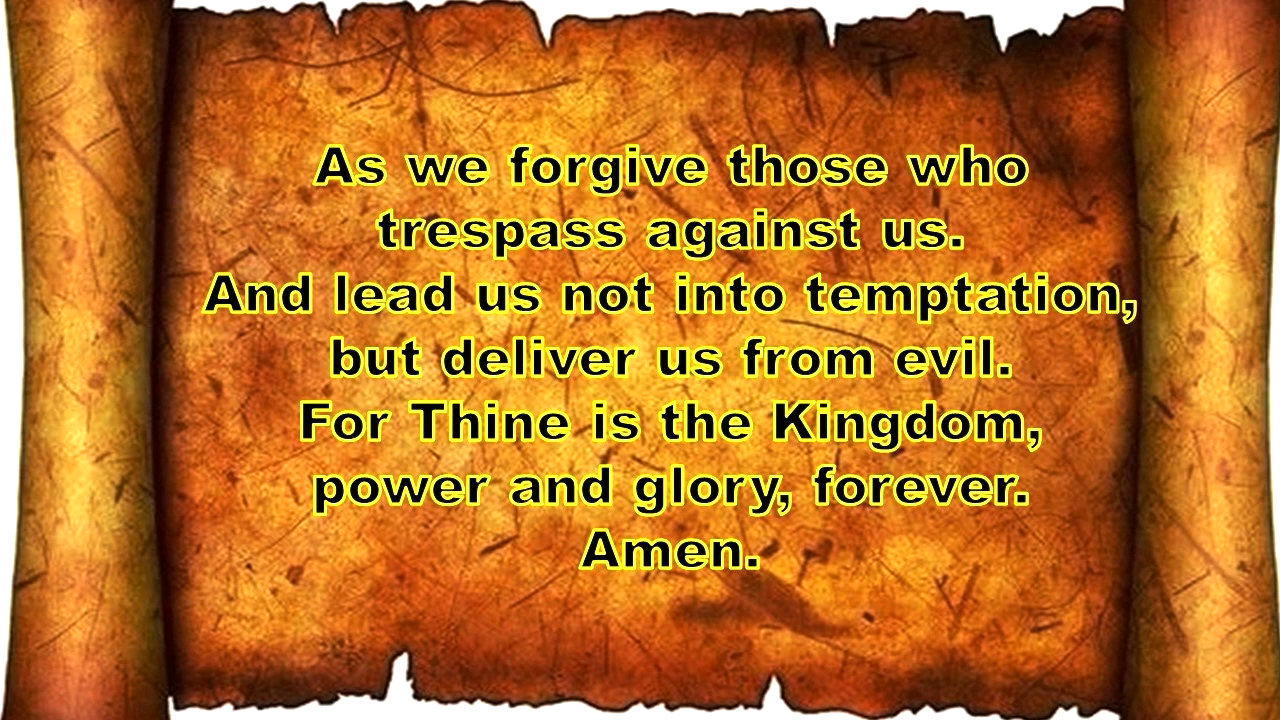 As we forgive those who
trespass against us.
And lead us not into temptation,
but deliver us from evil.
For Thine is the Kingdom,
power and glory, forever.
Amen.